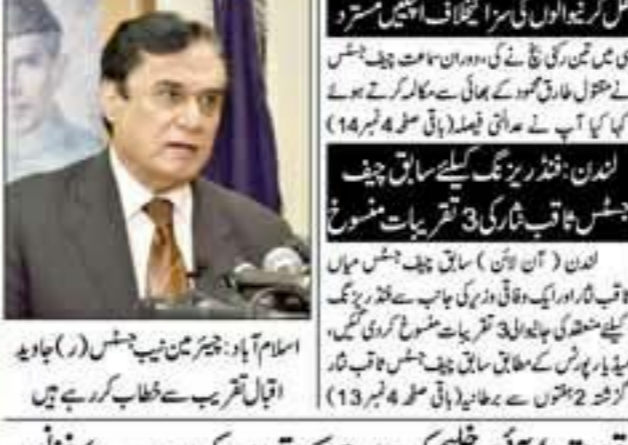 کی سزا کیخلاف اپیلیں مسترد
ی میں تین رکنی بنچ نے کی، دوران سماعت چیف جسٹس
نے مقتول طارق محمود کے بھائی سے مکالمہ کرتے ہوئے
کہا کیا آپ نے عدالتی فیصلہ (باقی صفحہ 4 نمبر 14)
لندن: فنڈ ریزنگ کیلئے سابق چیف
جسٹس ثاقب نثار کی 3 تقریبات منسوخ
لندن (آن لائن) سابق چیف جسٹس میاں
ثاقب نثار اور ایک وفاقی وزیر کی جانب سے فنڈ ریزنگ
کیلئے منعقد کی جانیوالی 3 تقریبات منسوخ کردی گئیں،
میڈیا رپورٹس کے مطابق سابق چیف جسٹس ثاقب نثار
گزشتہ 2 ہفتوں سے برطانیہ (باقی صفحہ 4 نمبر 13)
اسلام آباد: چیئرمین نیب جسٹس (ر) جاوید
اقبال تقریب سے خطاب کر رہے ہیں